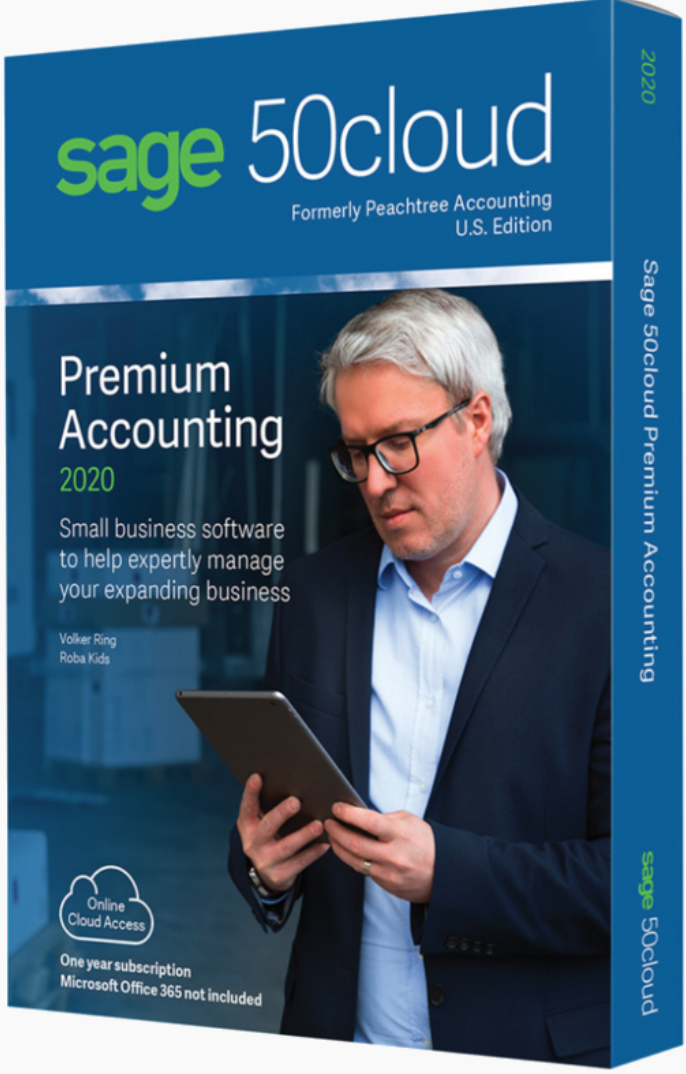 sage 50cloud
Formerly Peachtree Accounting
U.S. Edition
Premium
Accounting
2020
Small business software
to help expertly manage
your expanding business
Volker Ring
Roba Kids
Online
Cloud Access
One year subscription
Microsoft Office 365 not included
2020
Sage 50cloud Premium Accounting
sage 50cloud